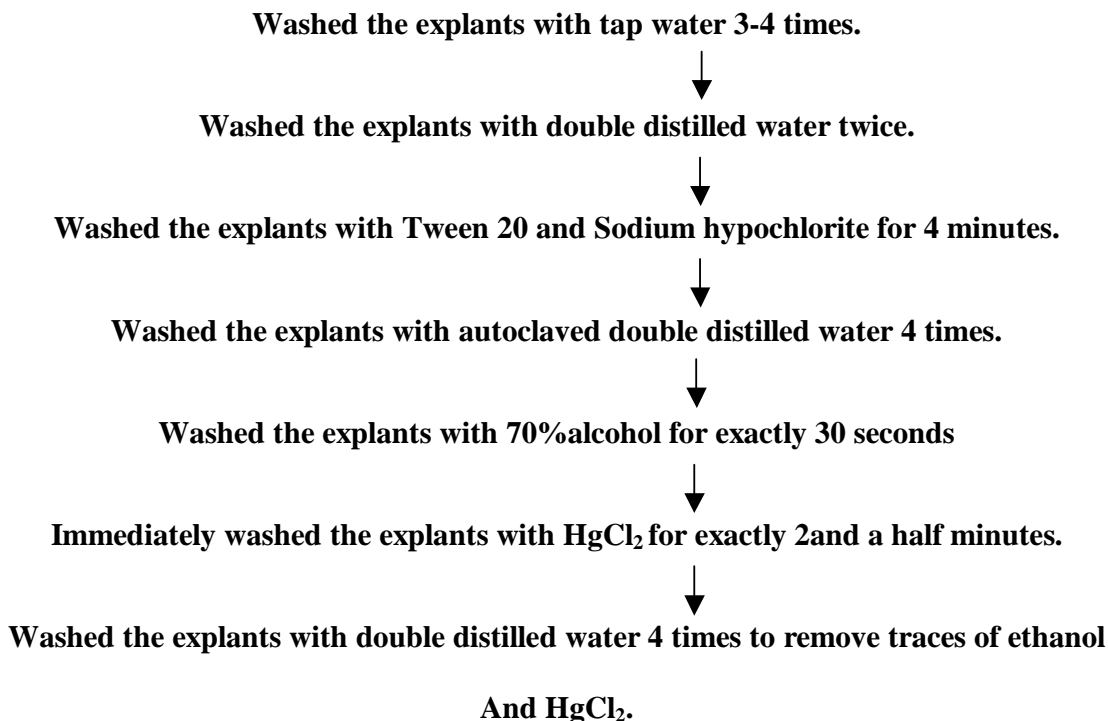 Washed the explants with tap water 3-4 times.
Washed the explants with double distilled water twice.
Washed the explants with Tween 20 and Sodium hypochlorite for 4 minutes.
Washed the explants with autoclaved double distilled water 4 times.
Washed the explants with 70%alcohol for exactly 30 seconds
Immediately washed the explants with HgCl₂ for exactly 2and a half minutes.
Washed the explants with double distilled water 4 times to remove traces of ethanol
And HgCl₂.